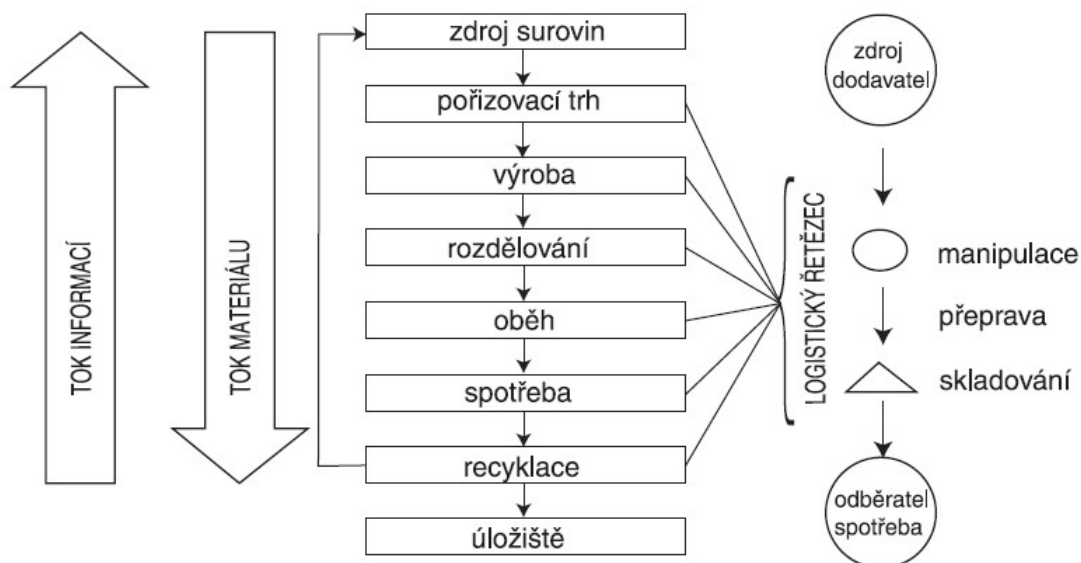 TOK INFORMACÍ
TOK MATERIÁLU
zdroj surovin
pořizovací trh
výroba
rozdělování
oběh
spotřeba
recyklace
úložiště
LOGISTICKÝ ŘETĚZEC
zdroj
dodavatel
manipulace
přeprava
skladování
odběratel
spotřeba